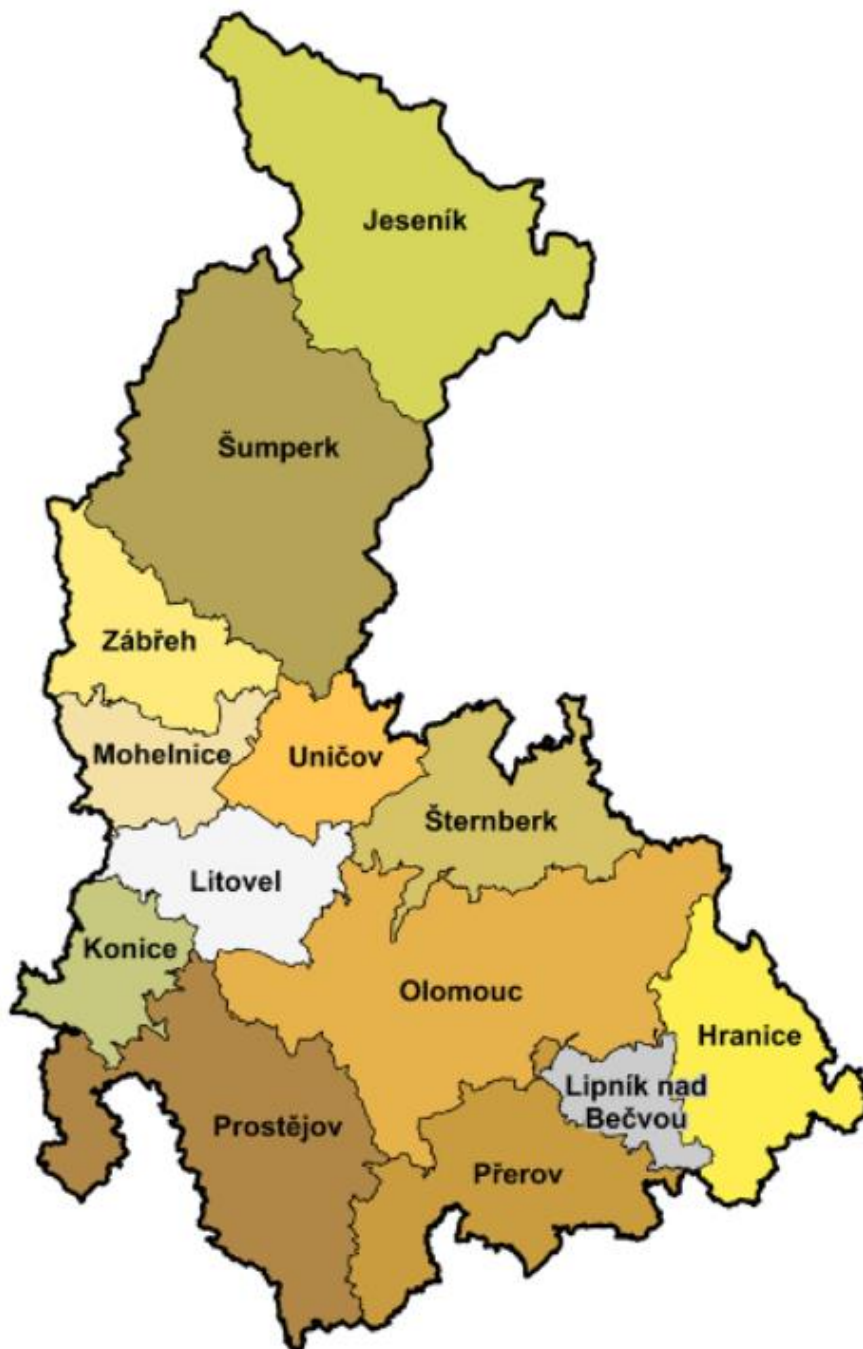 Jeseník
Šumperk
Zábřeh
Mohelnice
Uničov
Šternberk
Litovel
Konice
Olomouc
Hranice
Lipník nad
Bečvou
Prostějov
Přerov